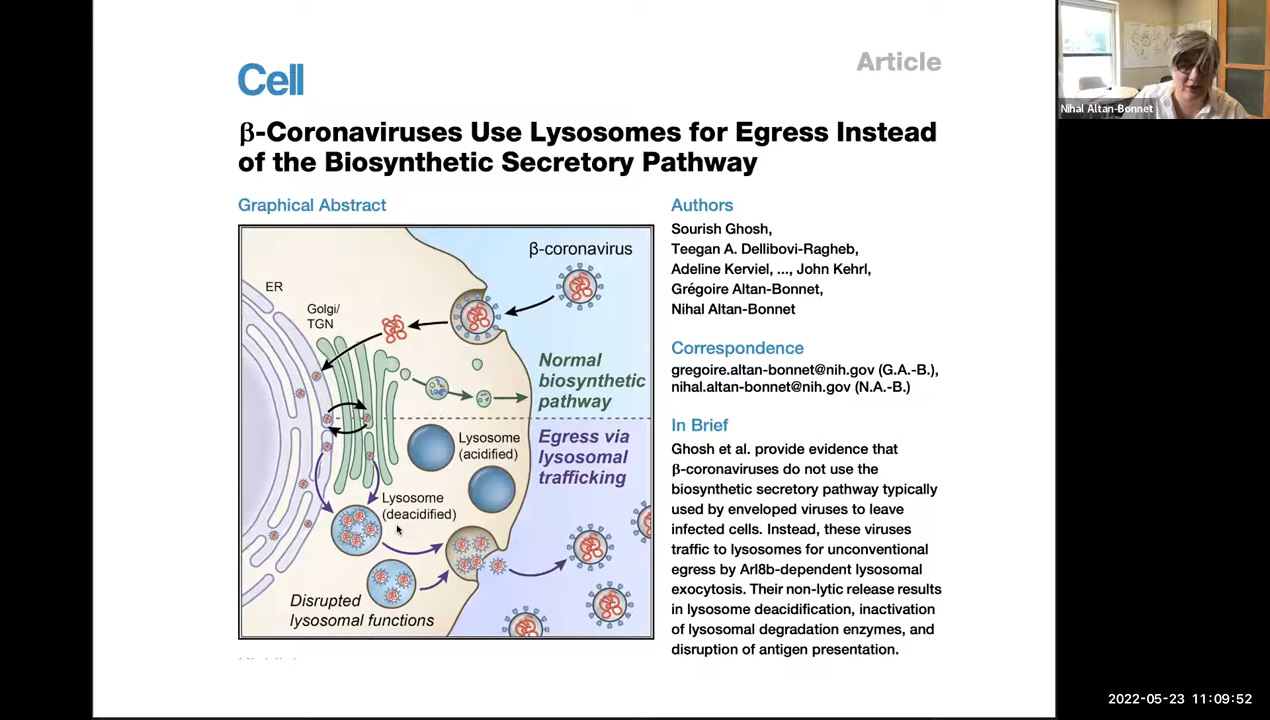 Cell
Article
β-Coronaviruses Use Lysosomes for Egress Instead
of the Biosynthetic Secretory Pathway
Graphical Abstract
β-coronavirus
ER
Golgi/
TGN
Normal
biosynthetic
pathway
Lysosome
(acidified)
Egress via
lysosomal
trafficking
Lysosome
(deacidified)
Disrupted
lysosomal functions
Authors
Sourish Ghosh,
Teegan A. Dellibovi-Ragheb,
Adeline Kerviel, ..., John Kehrl,
Grégoire Altan-Bonnet,
Nihal Altan-Bonnet
Correspondence
gregoire.altan-bonnet@nih.gov (G.A.-B.),
nihal.altan-bonnet@nih.gov (N.A.-B.)
In Brief
Ghosh et al. provide evidence that
β-coronaviruses do not use the
biosynthetic secretory pathway typically
used by enveloped viruses to leave
infected cells. Instead, these viruses
traffic to lysosomes for unconventional
egress by Arl8b-dependent lysosomal
exocytosis. Their non-lytic release results
in lysosome deacidification, inactivation
of lysosomal degradation enzymes, and
disruption of antigen presentation.
Nihal Altan-Bonnet
2022-05-23 11:09:52